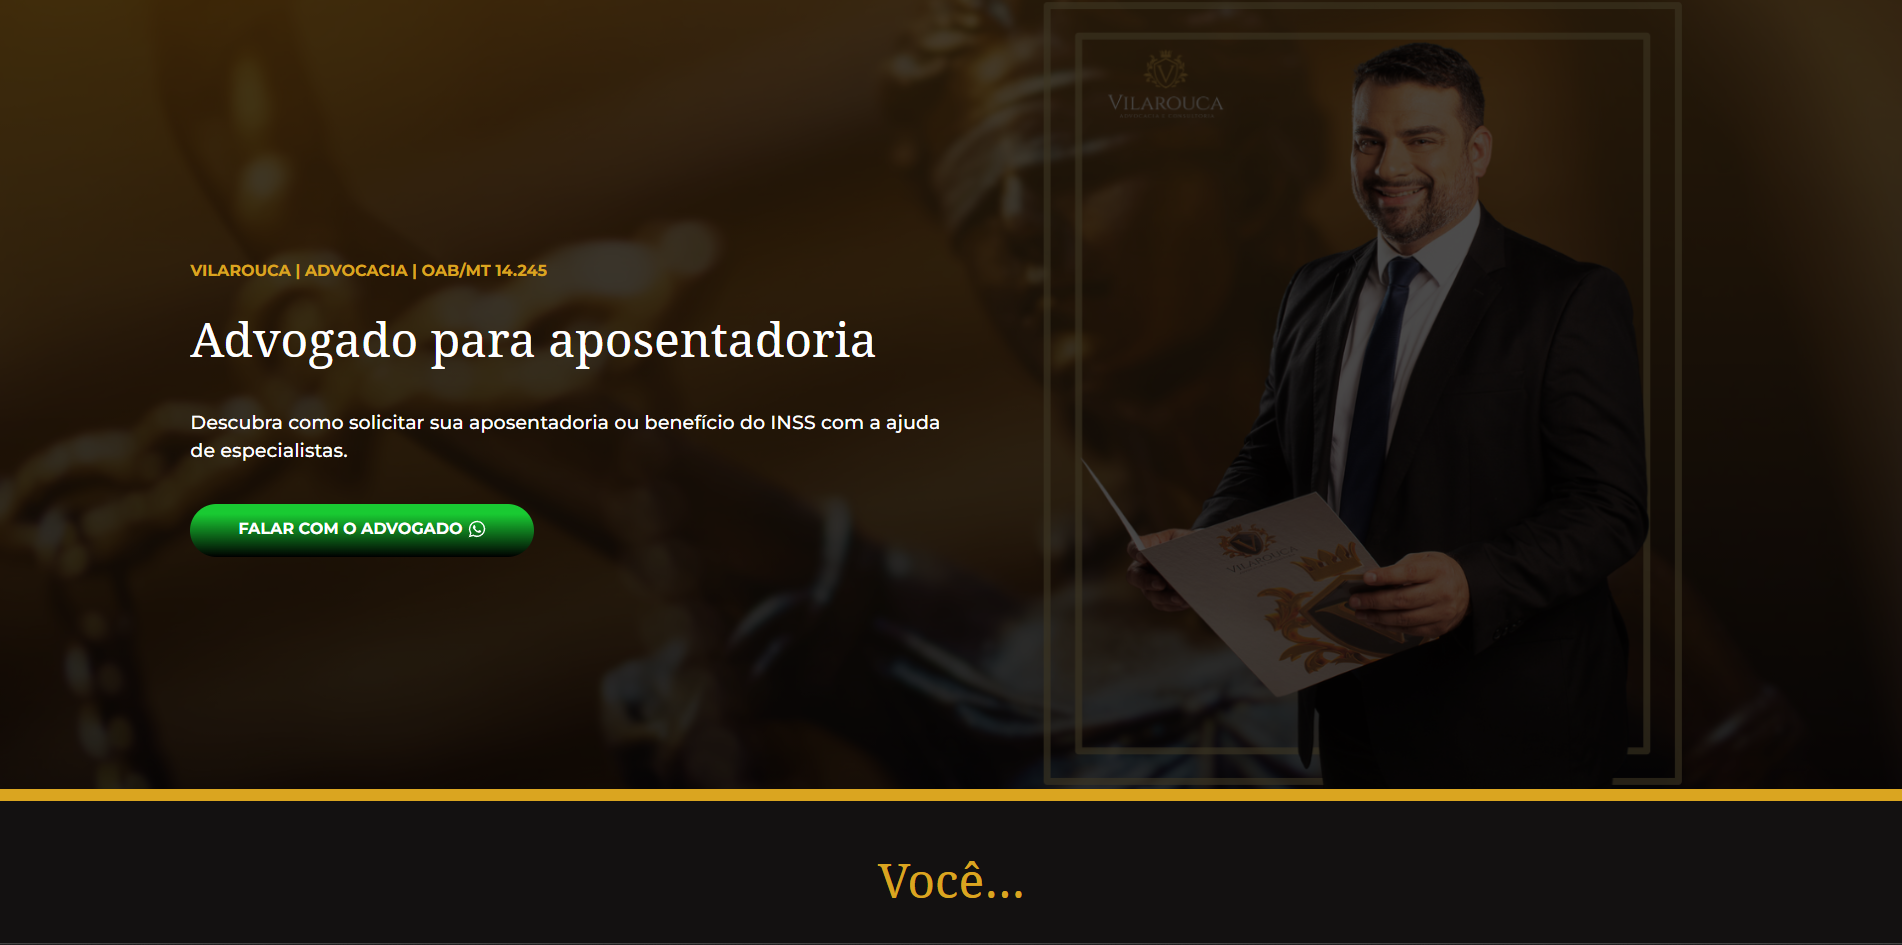 VILAROUCA
VILAROUCA | ADVOCACIA | OAB/MT 14.245
Advogado para aposentadoria
Descubra como solicitar sua aposentadoria ou benefício do INSS com a ajuda
de especialistas.
FALAR COM O ADVOGADO
VILAROUCA
Você...